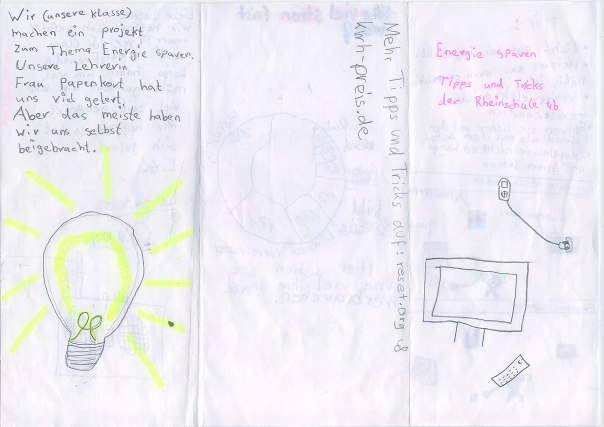 Wir (unsere klasse)
machen ein projekt
zum Thema Energie sparen.
Unsere Lehrerin
Frau Papenkort hat
uns viel gelert.
Aber das meiste haben
wir uns selbst
beigebracht.
Mehr Tipps und Tricks auf: reset.org &
kwh-preis.de
Energie sparen
Tipps und Tricks
der Rheinschule 4b